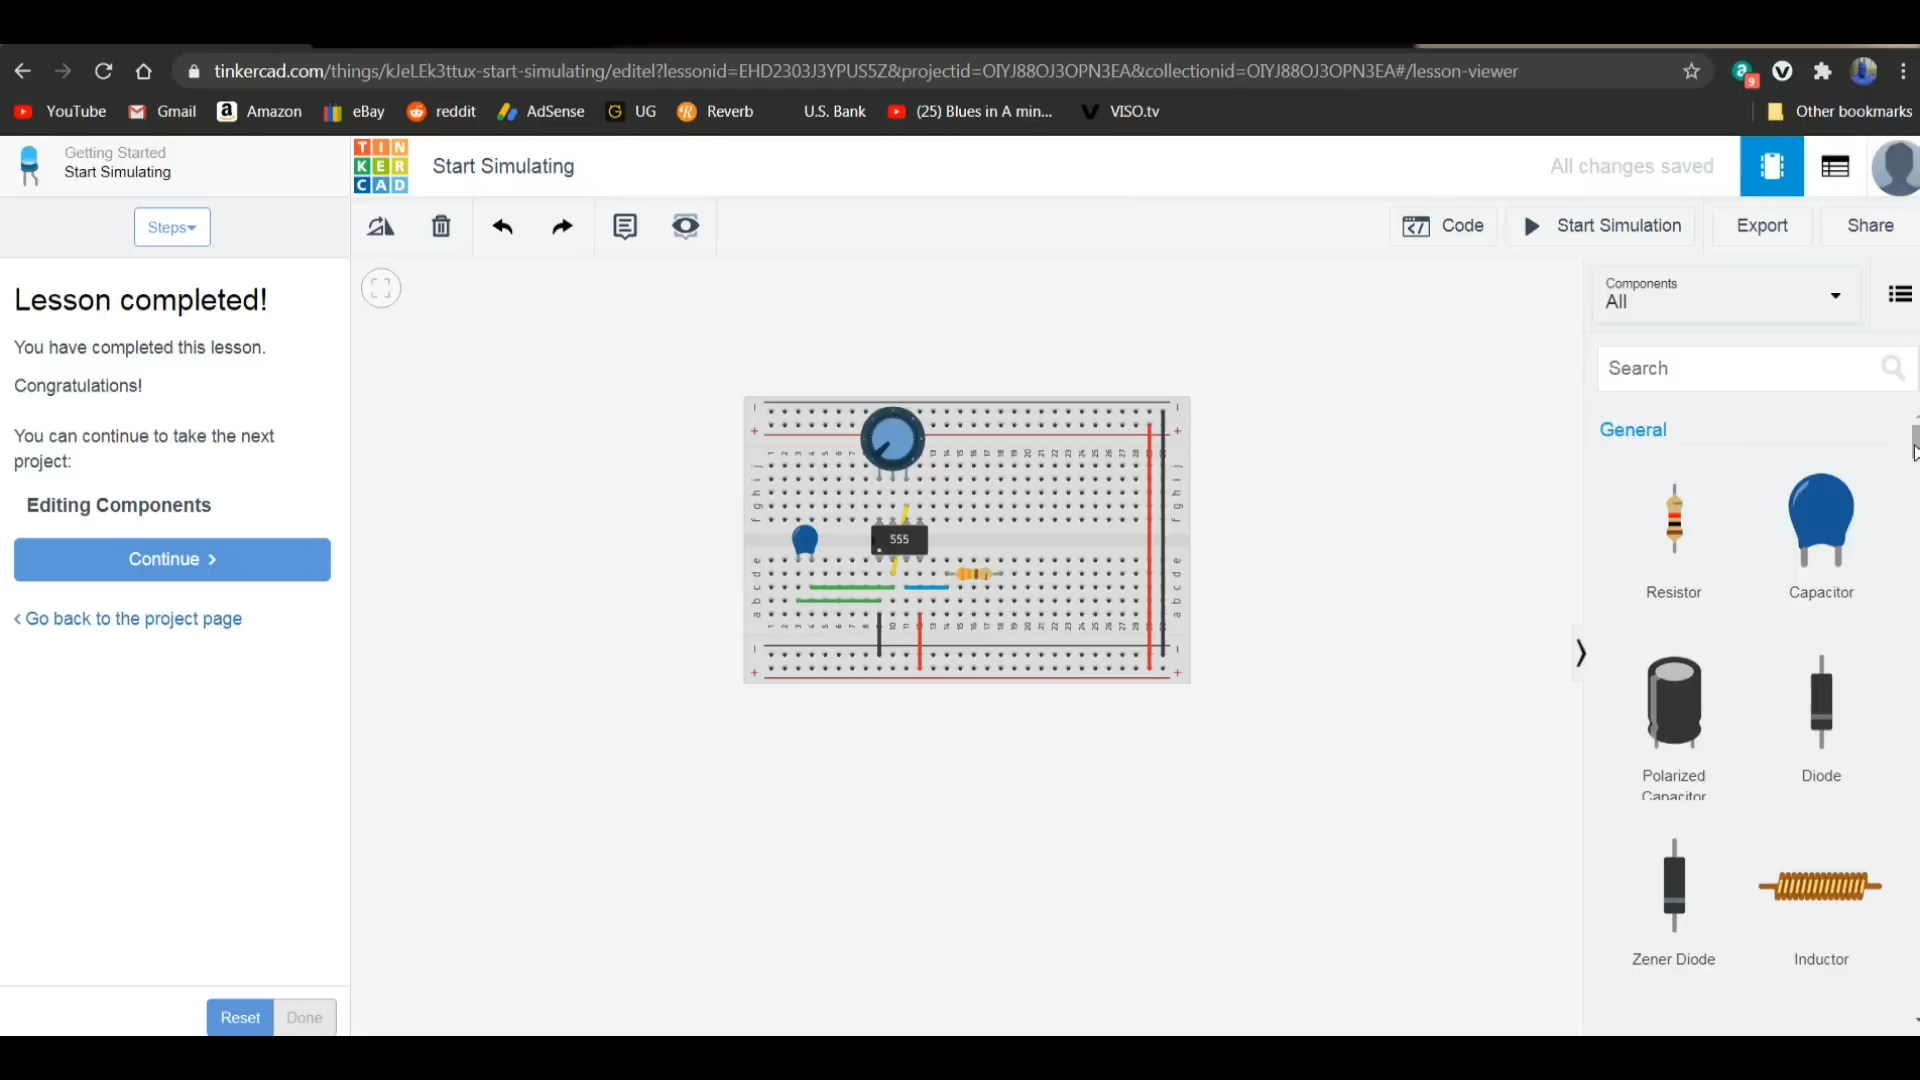 tinkercad.com/things/kJeLEk3ttux-start-simulating/editel?lessonid=EHD2303J3YPUS5Z&projectid=OIYJ88OJ3OPN3EA&collectionid=OIYJ88OJ3OPN3EA#/lesson-viewer
9
YouTube Gmail Amazon eBay reddit AdSense UG Reverb U.S. Bank (25) Blues in A min... VISO.tv Other bookmarks
Getting Started
Start Simulating
TIN
KER
CAD
Start Simulating
All changes saved
Steps
Code Start Simulation Export Share
Lesson completed!
You have completed this lesson.
Congratulations!
You can continue to take the next
project:
Editing Components
Continue >
< Go back to the project page
Reset Done
555
Components
All
Search
General
Resistor Capacitor
Polarized
Capacitor
Diode
Zener Diode Inductor